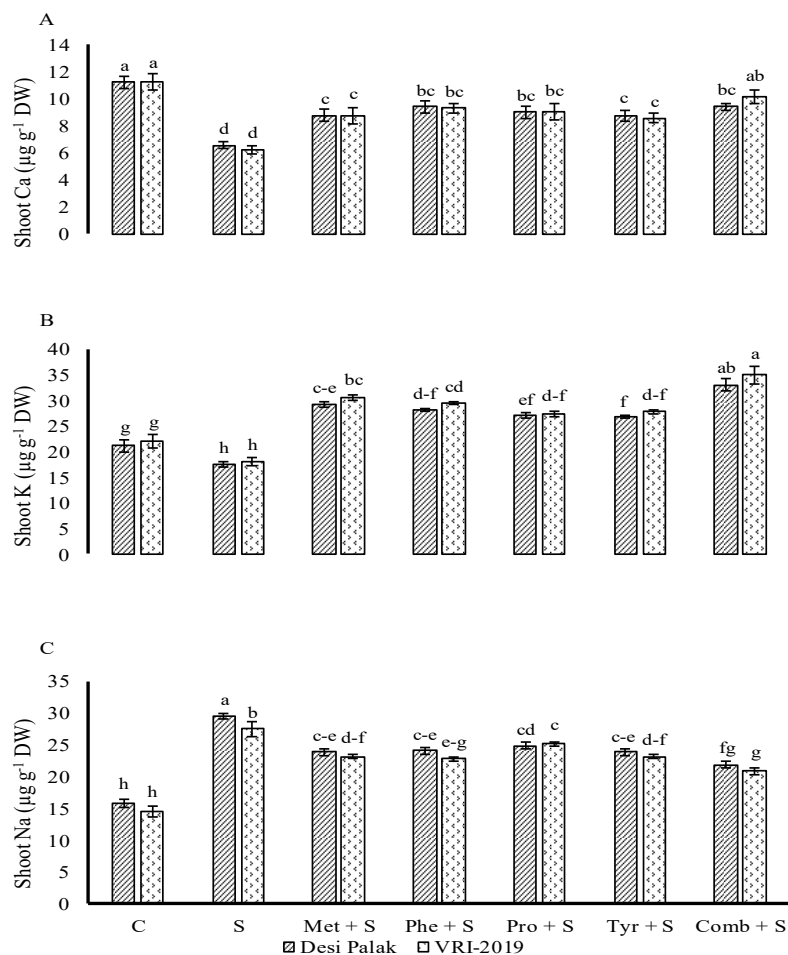 A
Shoot Ca (µg g-1 DW)
14
12
10
8
6
4
2
0
a a d d c c bc bc bc bc c c bc ab
B
Shoot K (µg g-1 DW)
40
35
30
25
20
15
10
5
0
g g h h c-e bc d-f cd ef d-f f d-f ab a
C
Shoot Na (µg g-1 DW)
35
30
25
20
15
10
5
0
h h a b c-e d-f c-e e-g cd c c-e d-f fg g
C S Met + S Phe + S Pro + S Tyr + S Comb + S
Desi Palak VRI-2019